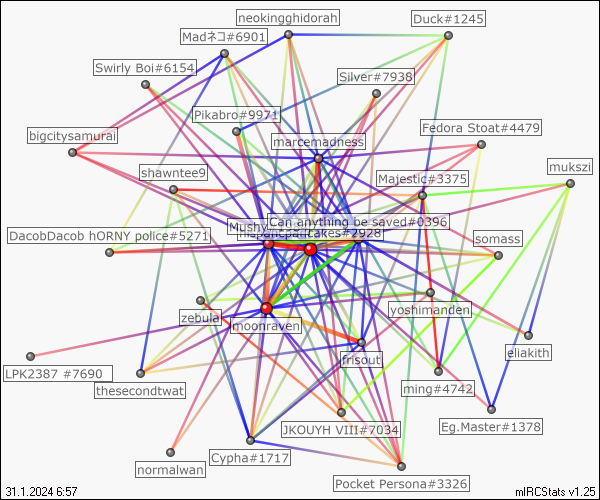 neokingghidorah
Duck#1245
Madネコ#6901
Swirly Boi#6154
Silver#7938
Pikabro#9971
bigcitysamurai
marcemadness
Fedora Stoat#4479
shawntee9
Majestic#3375
mukszi
Can anything be saved#0396
Mushy
DacobDacob hORNY police#5271
pancakes#2928
somass
zebula
moonraven
yoshimanden
frisout
eliakith
LPK2387 #7690
thesecondtwat
ming#4742
JKOUYH VIII#7034
Eg.Master#1378
Cypha#1717
normalwan
Pocket Persona#3326
31.1.2024 6:57
mIRCStats v1.25